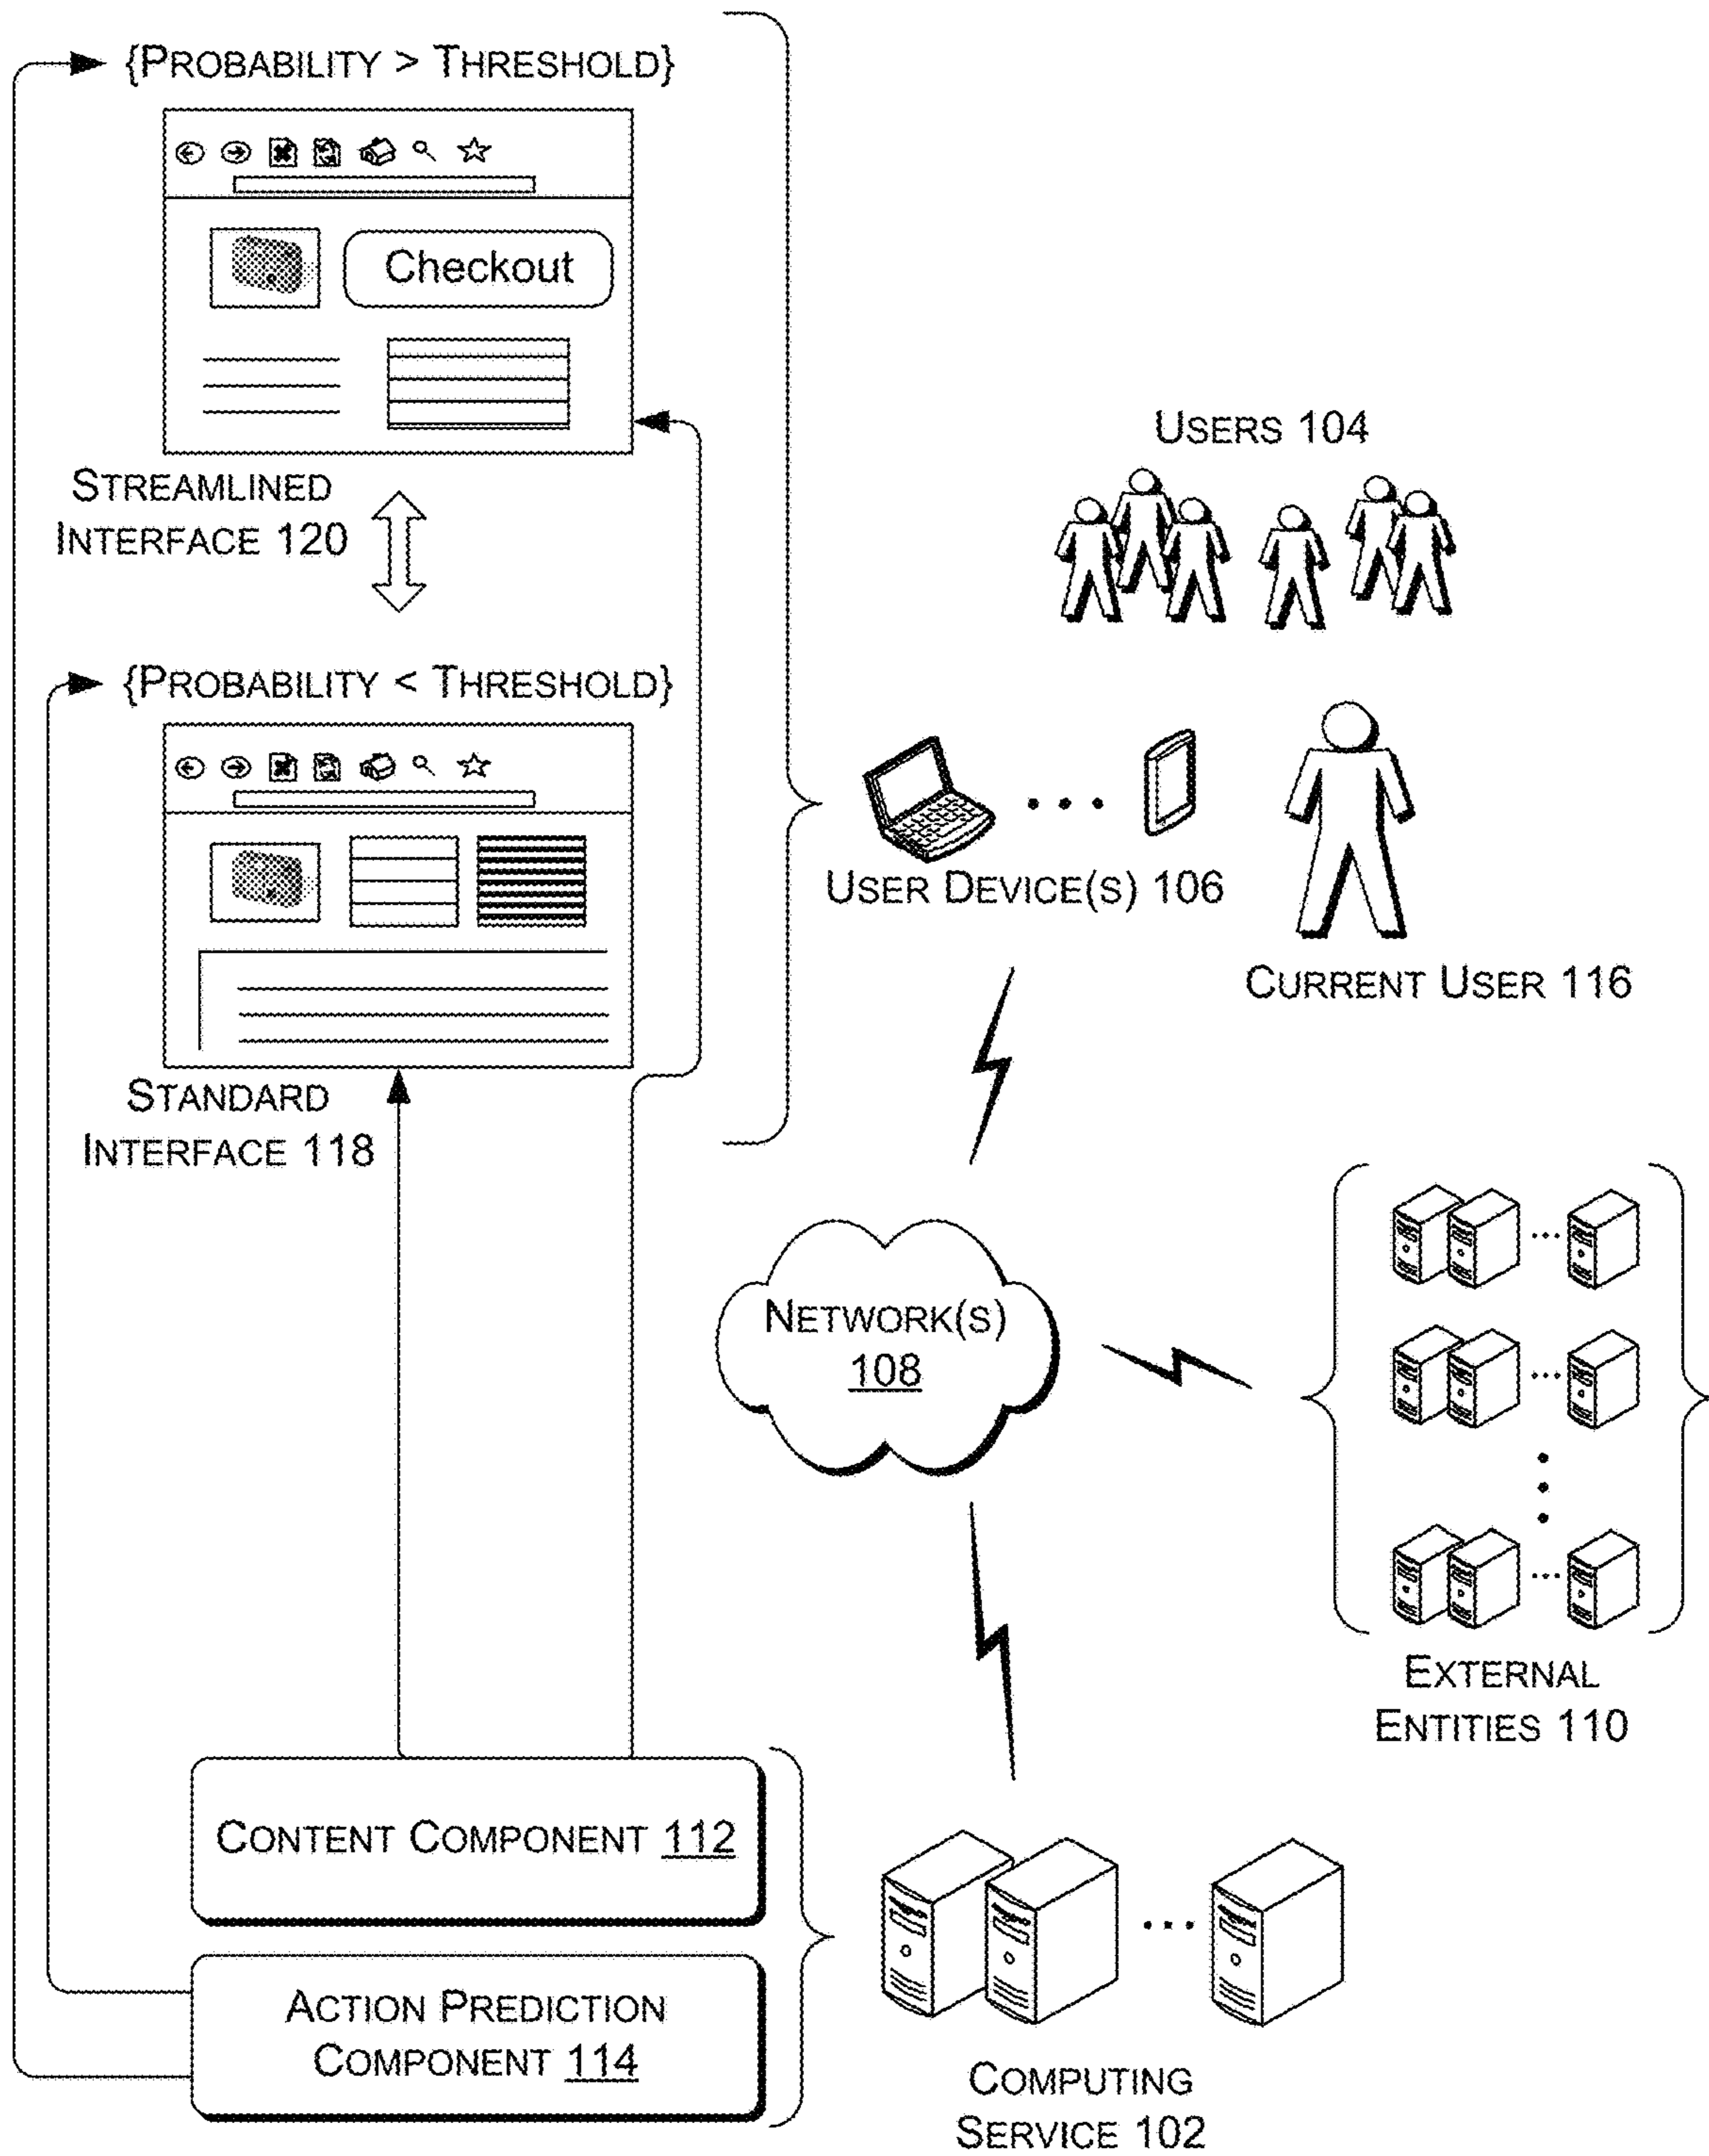 {PROBABILITY > THRESHOLD}
Checkout
STREAMLINED
INTERFACE 120
USERS 104
{PROBABILITY < THRESHOLD}
USER DEVICE(S) 106
CURRENT USER 116
STANDARD
INTERFACE 118
NETWORK(S)
108
EXTERNAL
ENTITIES 110
CONTENT COMPONENT 112
ACTION PREDICTION
COMPONENT 114
COMPUTING
SERVICE 102